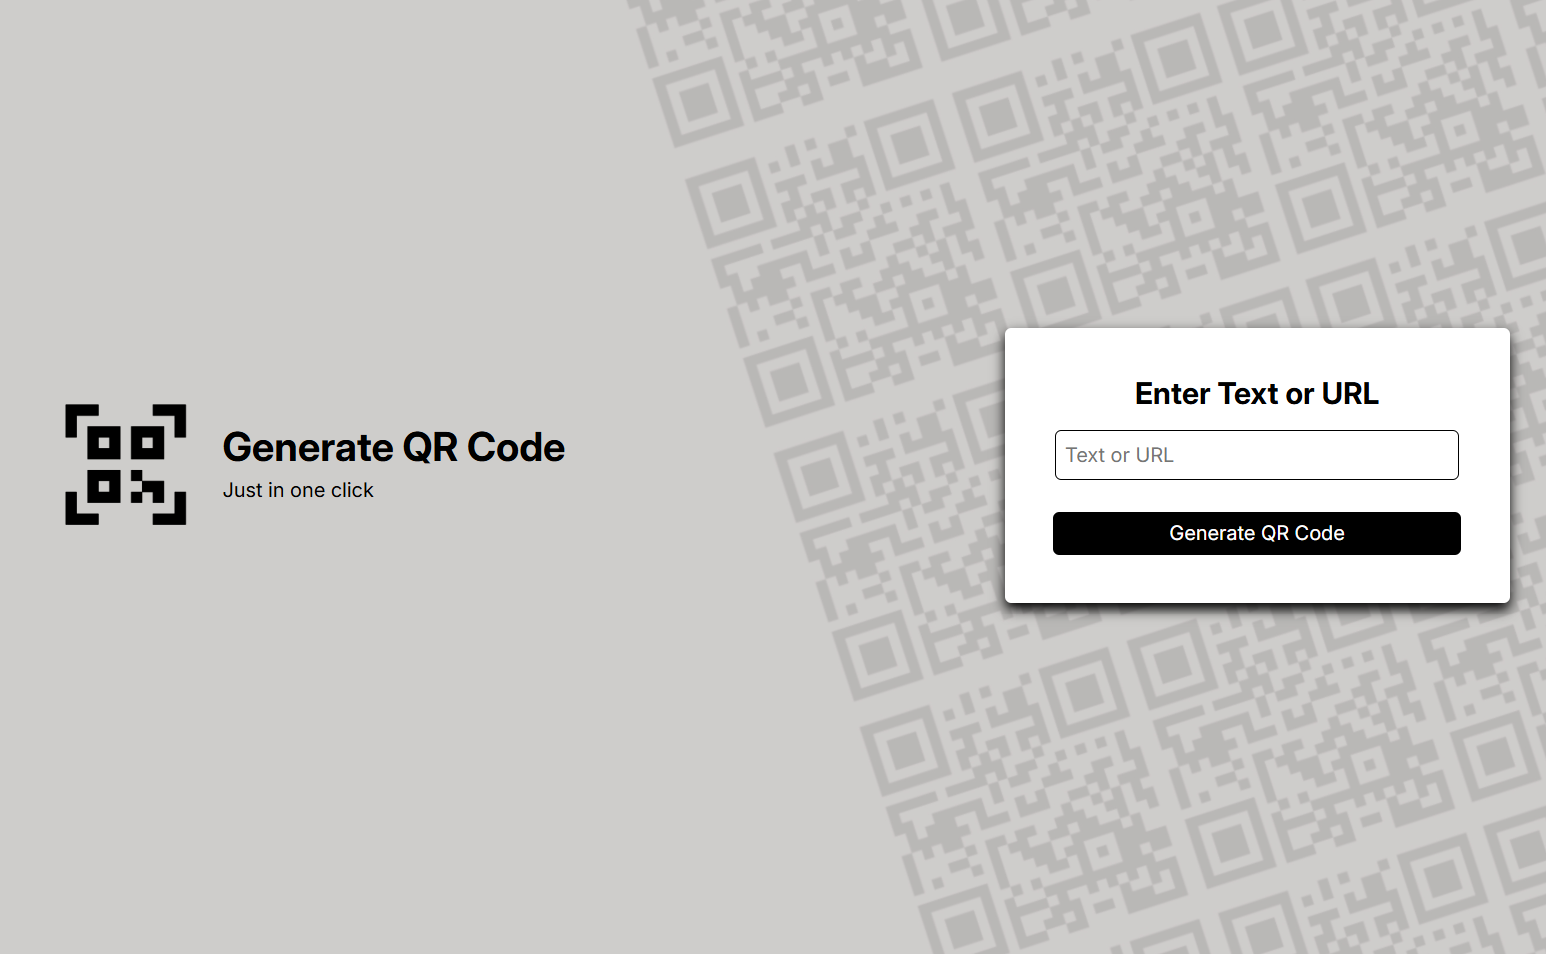 Generate QR Code
Just in one click
Enter Text or URL
Text or URL
Generate QR Code